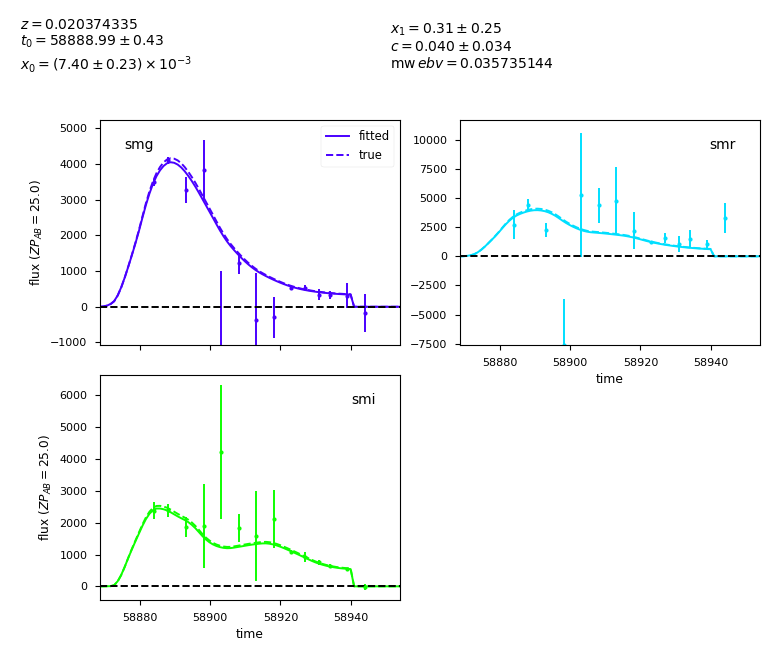 z = 0.020374335
t₀ = 58888.99 ± 0.43
x₀ = (7.40 ± 0.23) × 10⁻³
x₁ = 0.31 ± 0.25
c = 0.040 ± 0.034
mwebv = 0.035735144
smg
fitted
true
5000
4000
3000
2000
1000
0
−1000
flux (ZP_AB = 25.0)
smr
10000
7500
5000
2500
0
−2500
−5000
−7500
58880 58900 58920 58940
time
smi
6000
5000
4000
3000
2000
1000
0
flux (ZP_AB = 25.0)
58880 58900 58920 58940
time